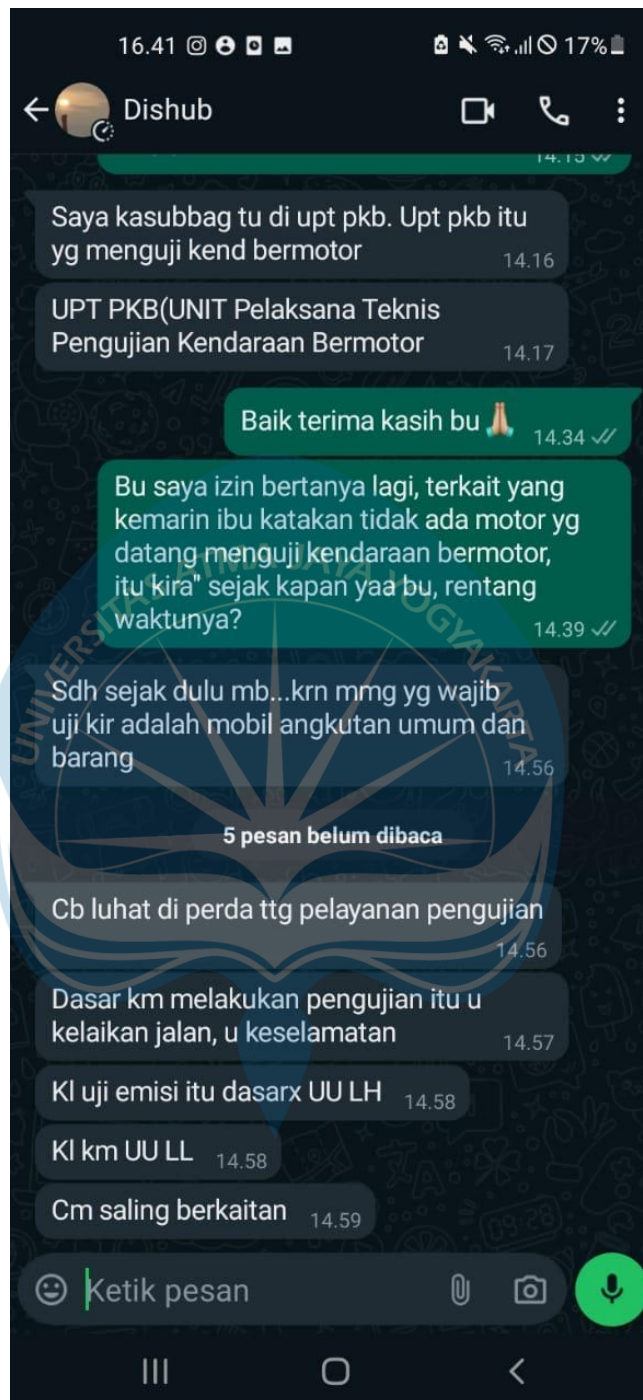 16.41
17%
Dishub
14.15
Saya kasubbag tu di upt pkb. Upt pkb itu
yg menguji kend bermotor
14.16
UPT PKB(UNIT Pelaksana Teknis
Pengujian Kendaraan Bermotor
14.17
Baik terima kasih bu 🙏
14.34
Bu saya izin bertanya lagi, terkait yang
kemarin ibu katakan tidak ada motor yg
datang menguji kendaraan bermotor,
itu kira" sejak kapan yaa bu, rentang
waktunya?
14.39
Sdh sejak dulu mb...krn mmg yg wajib
uji kir adalah mobil angkutan umum dan
barang
14.56
5 pesan belum dibaca
Cb luhat di perda ttg pelayanan pengujian
14.56
Dasar km melakukan pengujian itu u
kelaikan jalan, u keselamatan
14.57
Kl uji emisi itu dasarx UU LH
14.58
Kl km UU LL
14.58
Cm saling berkaitan
14.59
Ketik pesan
UNIVERSITAS ATMA JAYA YOGYAKARTA